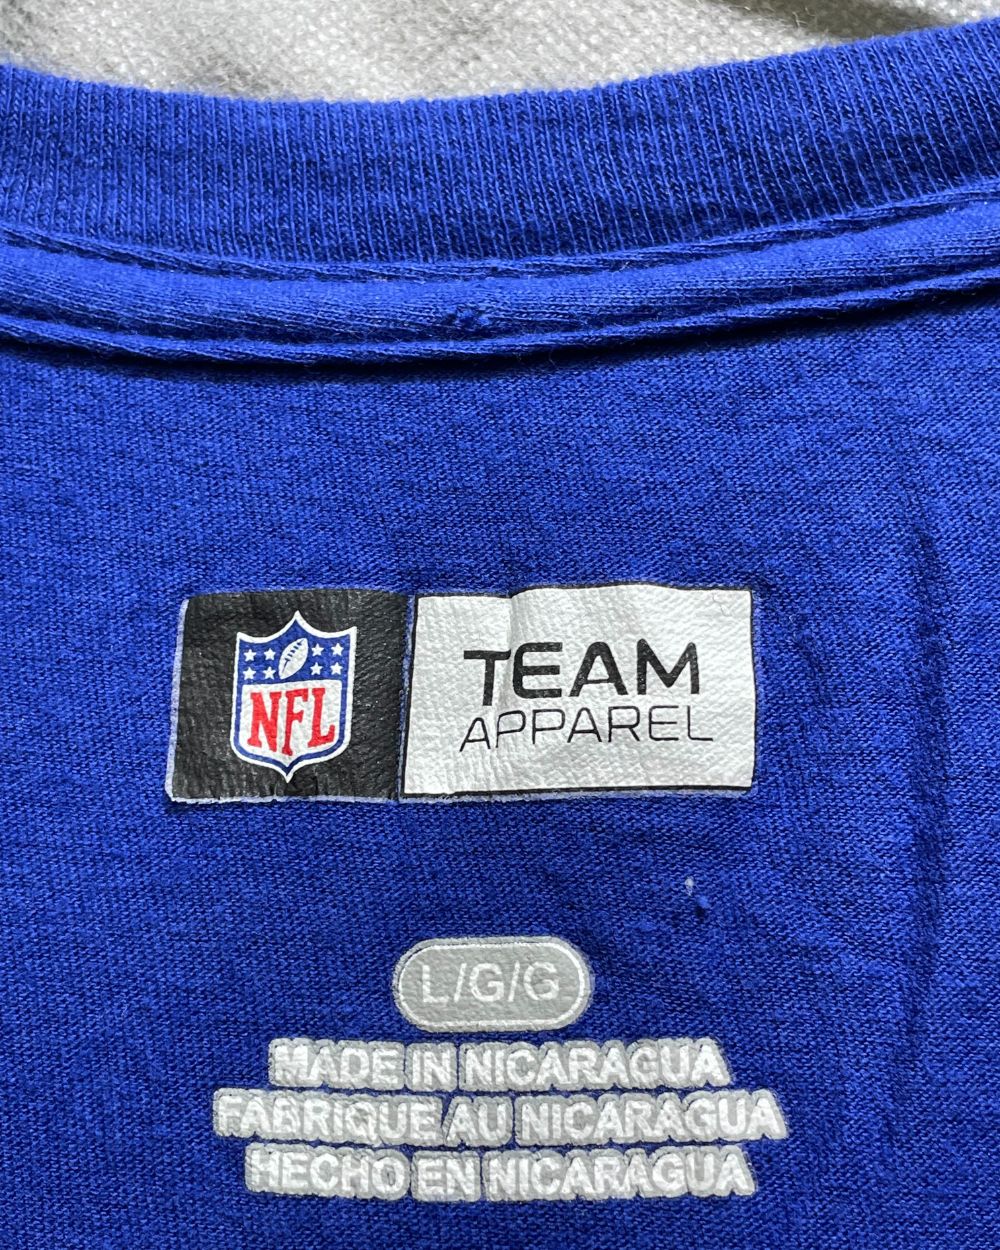 NFL
TEAM
APPAREL
L/G/G
MADE IN NICARAGUA
FABRIQUE AU NICARAGUA
HECHO EN NICARAGUA